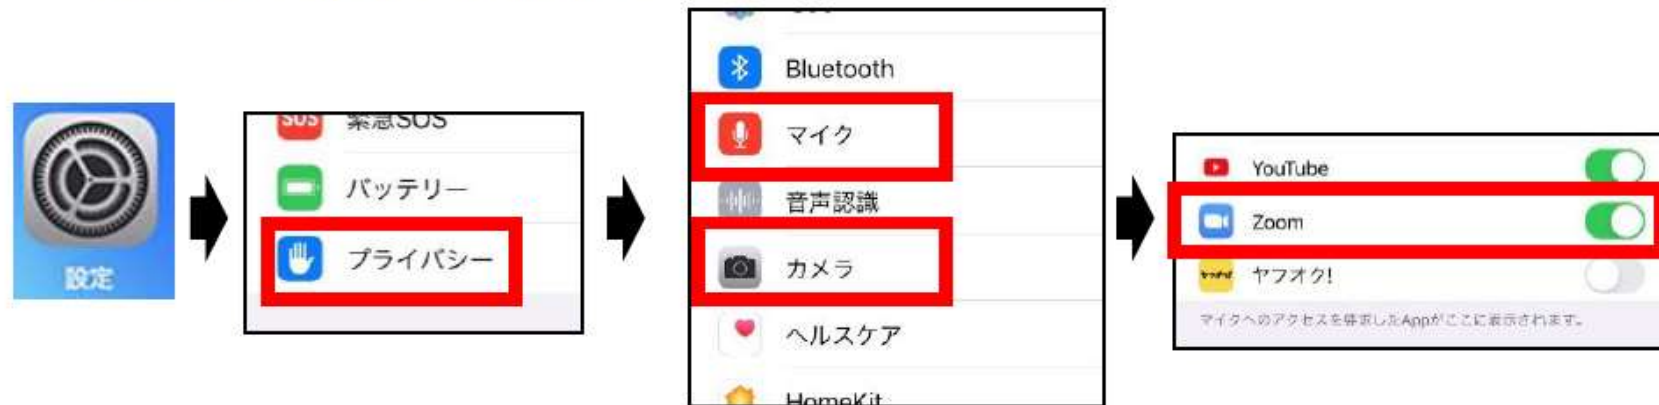 設定
SOS
緊急SOS
バッテリー
プライバシー
Bluetooth
マイク
音声認識
カメラ
ヘルスケア
HomeKit
YouTube
Zoom
ヤフオク!
マイクへのアクセスを要求したAppがここに表示されます。